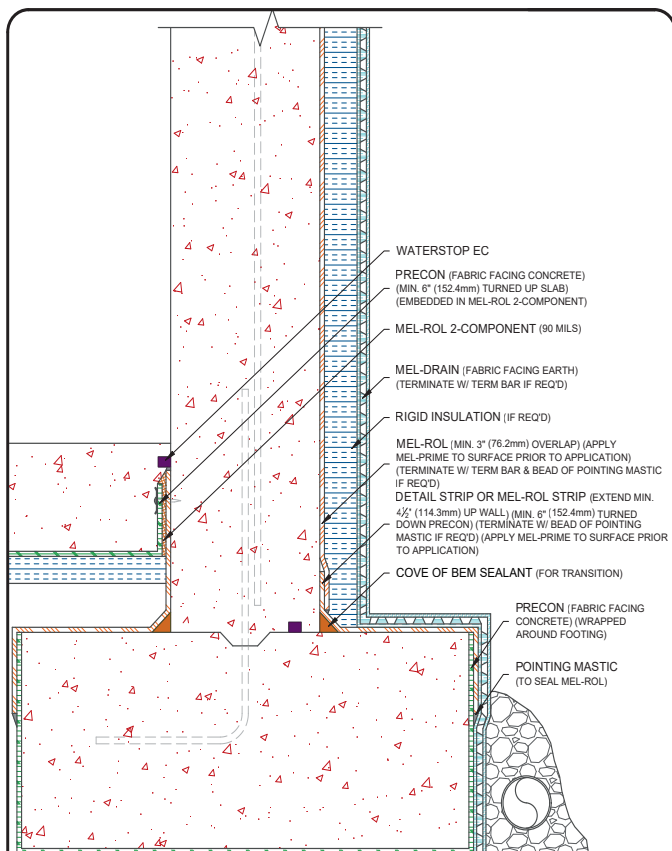 WATERSTOP EC
PRECON (FABRIC FACING CONCRETE)
(MIN. 6" (152.4mm) TURNED UP SLAB)
(EMBEDDED IN MEL-ROL 2-COMPONENT)
MEL-ROL 2-COMPONENT (90 MILS)
MEL-DRAIN (FABRIC FACING EARTH)
(TERMINATE W/ TERM BAR IF REQ'D)
RIGID INSULATION (IF REQ'D)
MEL-ROL (MIN. 3" (76.2mm) OVERLAP) (APPLY
MEL-PRIME TO SURFACE PRIOR TO APPLICATION)
(TERMINATE W/ TERM BAR & BEAD OF POINTING MASTIC
IF REQ'D)
DETAIL STRIP OR MEL-ROL STRIP (EXTEND MIN.
4½" (114.3mm) UP WALL) (MIN. 6" (152.4mm) TURNED
DOWN PRECON) (TERMINATE W/ BEAD OF POINTING
MASTIC IF REQ'D) (APPLY MEL-PRIME TO SURFACE PRIOR
TO APPLICATION)
COVE OF BEM SEALANT (FOR TRANSITION)
PRECON (FABRIC FACING
CONCRETE) (WRAPPED
AROUND FOOTING)
POINTING MASTIC
(TO SEAL MEL-ROL)